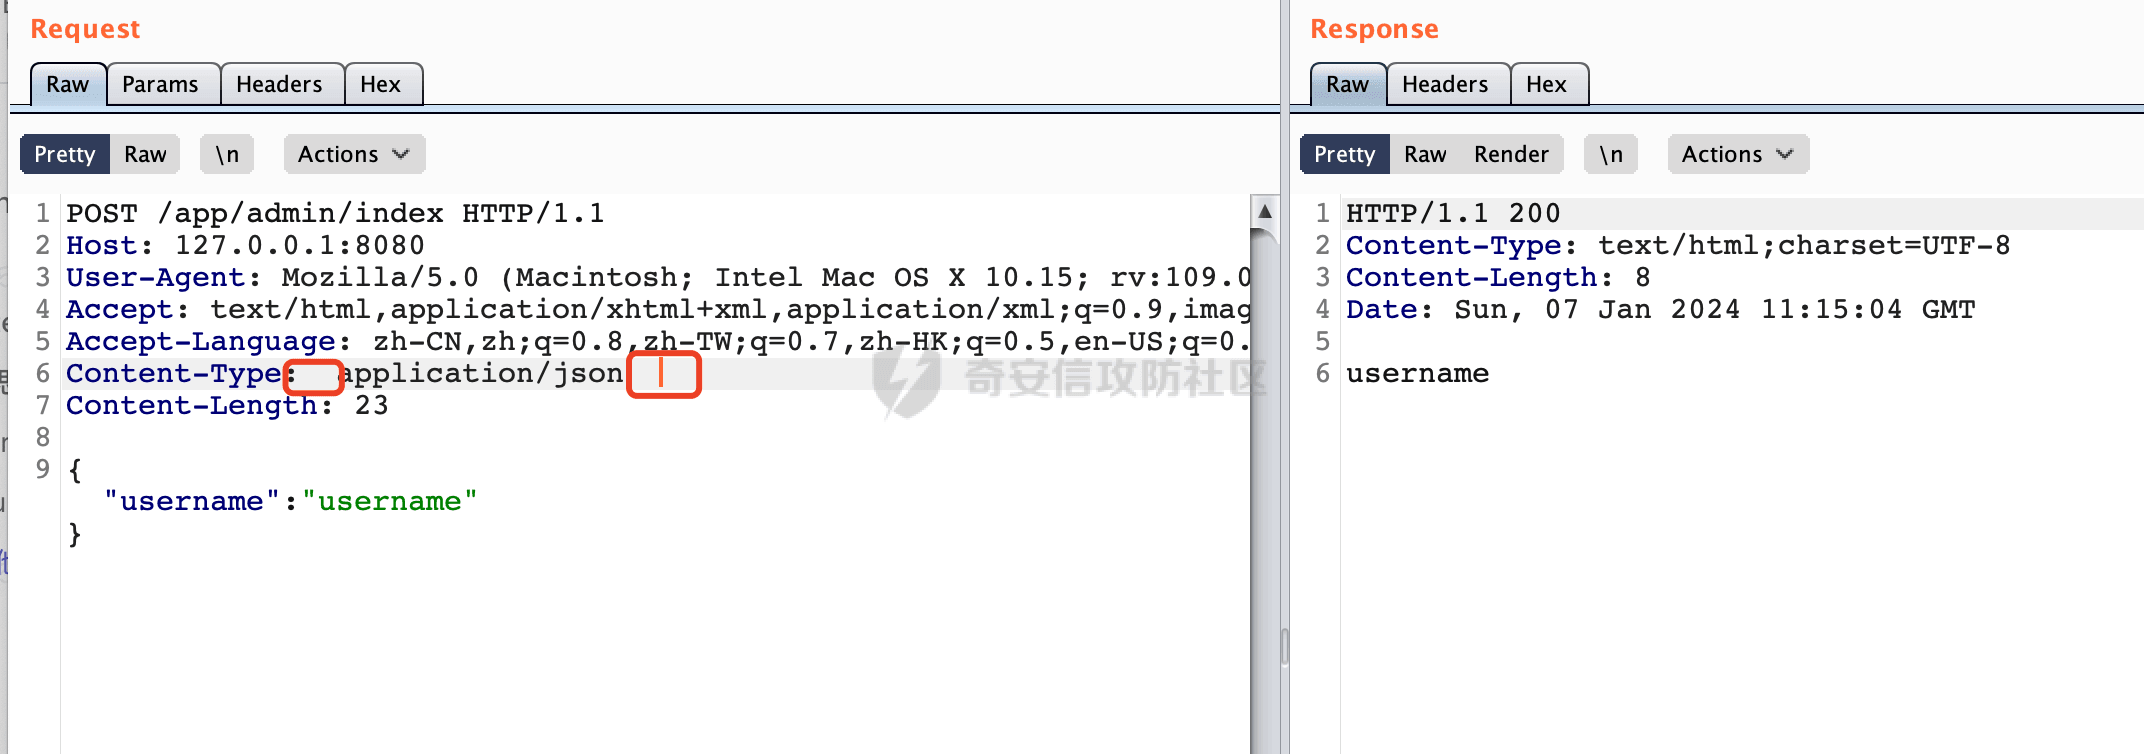 Request
Raw Params Headers Hex
Pretty Raw \n Actions
1 POST /app/admin/index HTTP/1.1
2 Host: 127.0.0.1:8080
3 User-Agent: Mozilla/5.0 (Macintosh; Intel Mac OS X 10.15; rv:109.0
4 Accept: text/html,application/xhtml+xml,application/xml;q=0.9,imag
5 Accept-Language: zh-CN,zh;q=0.8,zh-TW;q=0.7,zh-HK;q=0.5,en-US;q=0.
6 Content-Type:  application/json
7 Content-Length: 23
8
9 {
"username":"username"
}
Response
Raw Headers Hex
Pretty Raw Render \n Actions
1 HTTP/1.1 200
2 Content-Type: text/html;charset=UTF-8
3 Content-Length: 8
4 Date: Sun, 07 Jan 2024 11:15:04 GMT
5
6 username
奇安信攻防社区